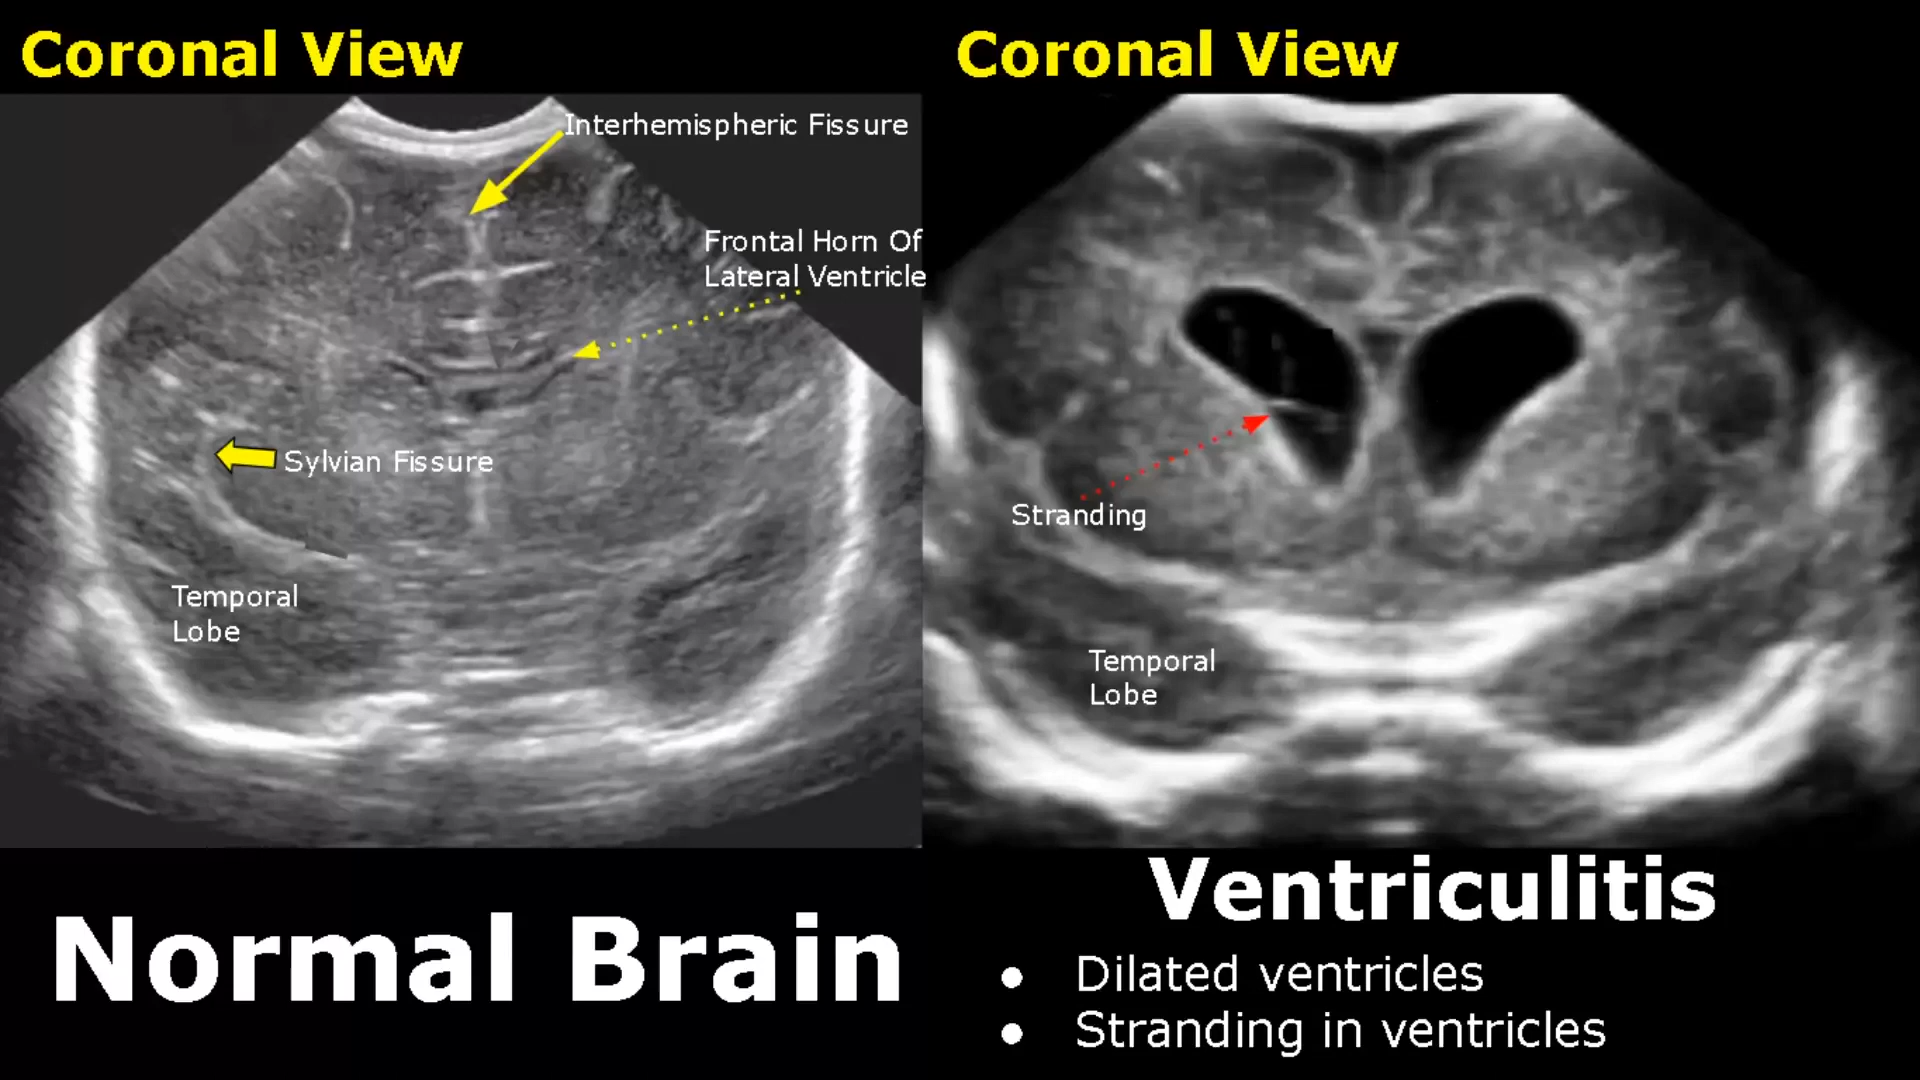 Coronal View
Interhemispheric Fissure
Frontal Horn Of
Lateral Ventricle
Sylvian Fissure
Temporal
Lobe
Normal Brain
Coronal View
Stranding
Temporal
Lobe
Ventriculitis
● Dilated ventricles
● Stranding in ventricles